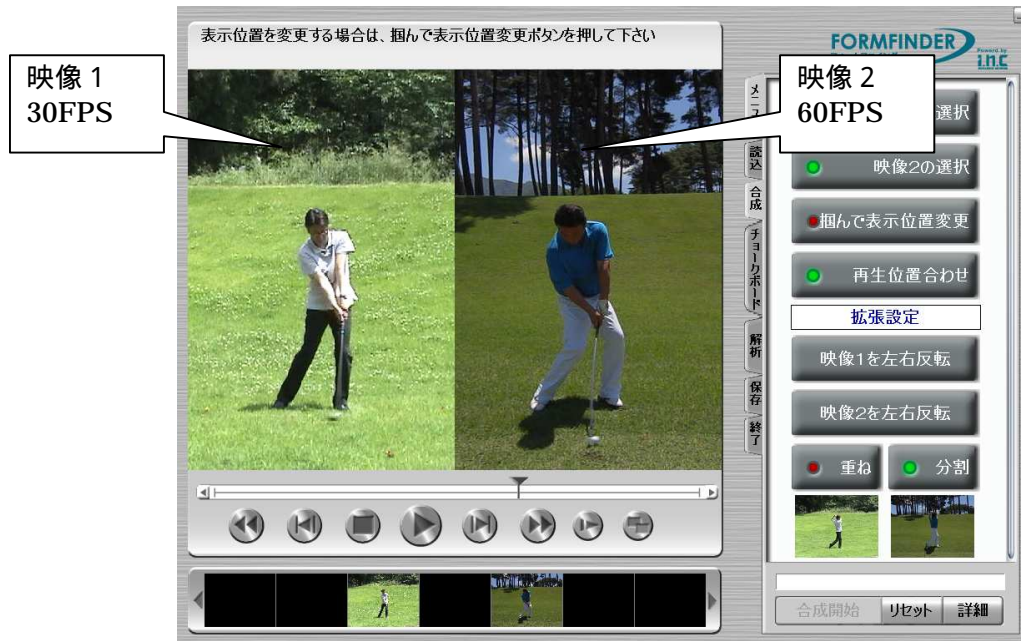 表示位置を変更する場合は、掴んで表示位置変更ボタンを押して下さい
映像1
30FPS
映像2
60FPS
FORMFINDER
Powered by
i.n.c
読込
合成
チョークボード
解析
保存
終了
選択
映像2の選択
掴んで表示位置変更
再生位置合わせ
拡張設定
映像1を左右反転
映像2を左右反転
重ね
分割
合成開始
リセット
詳細